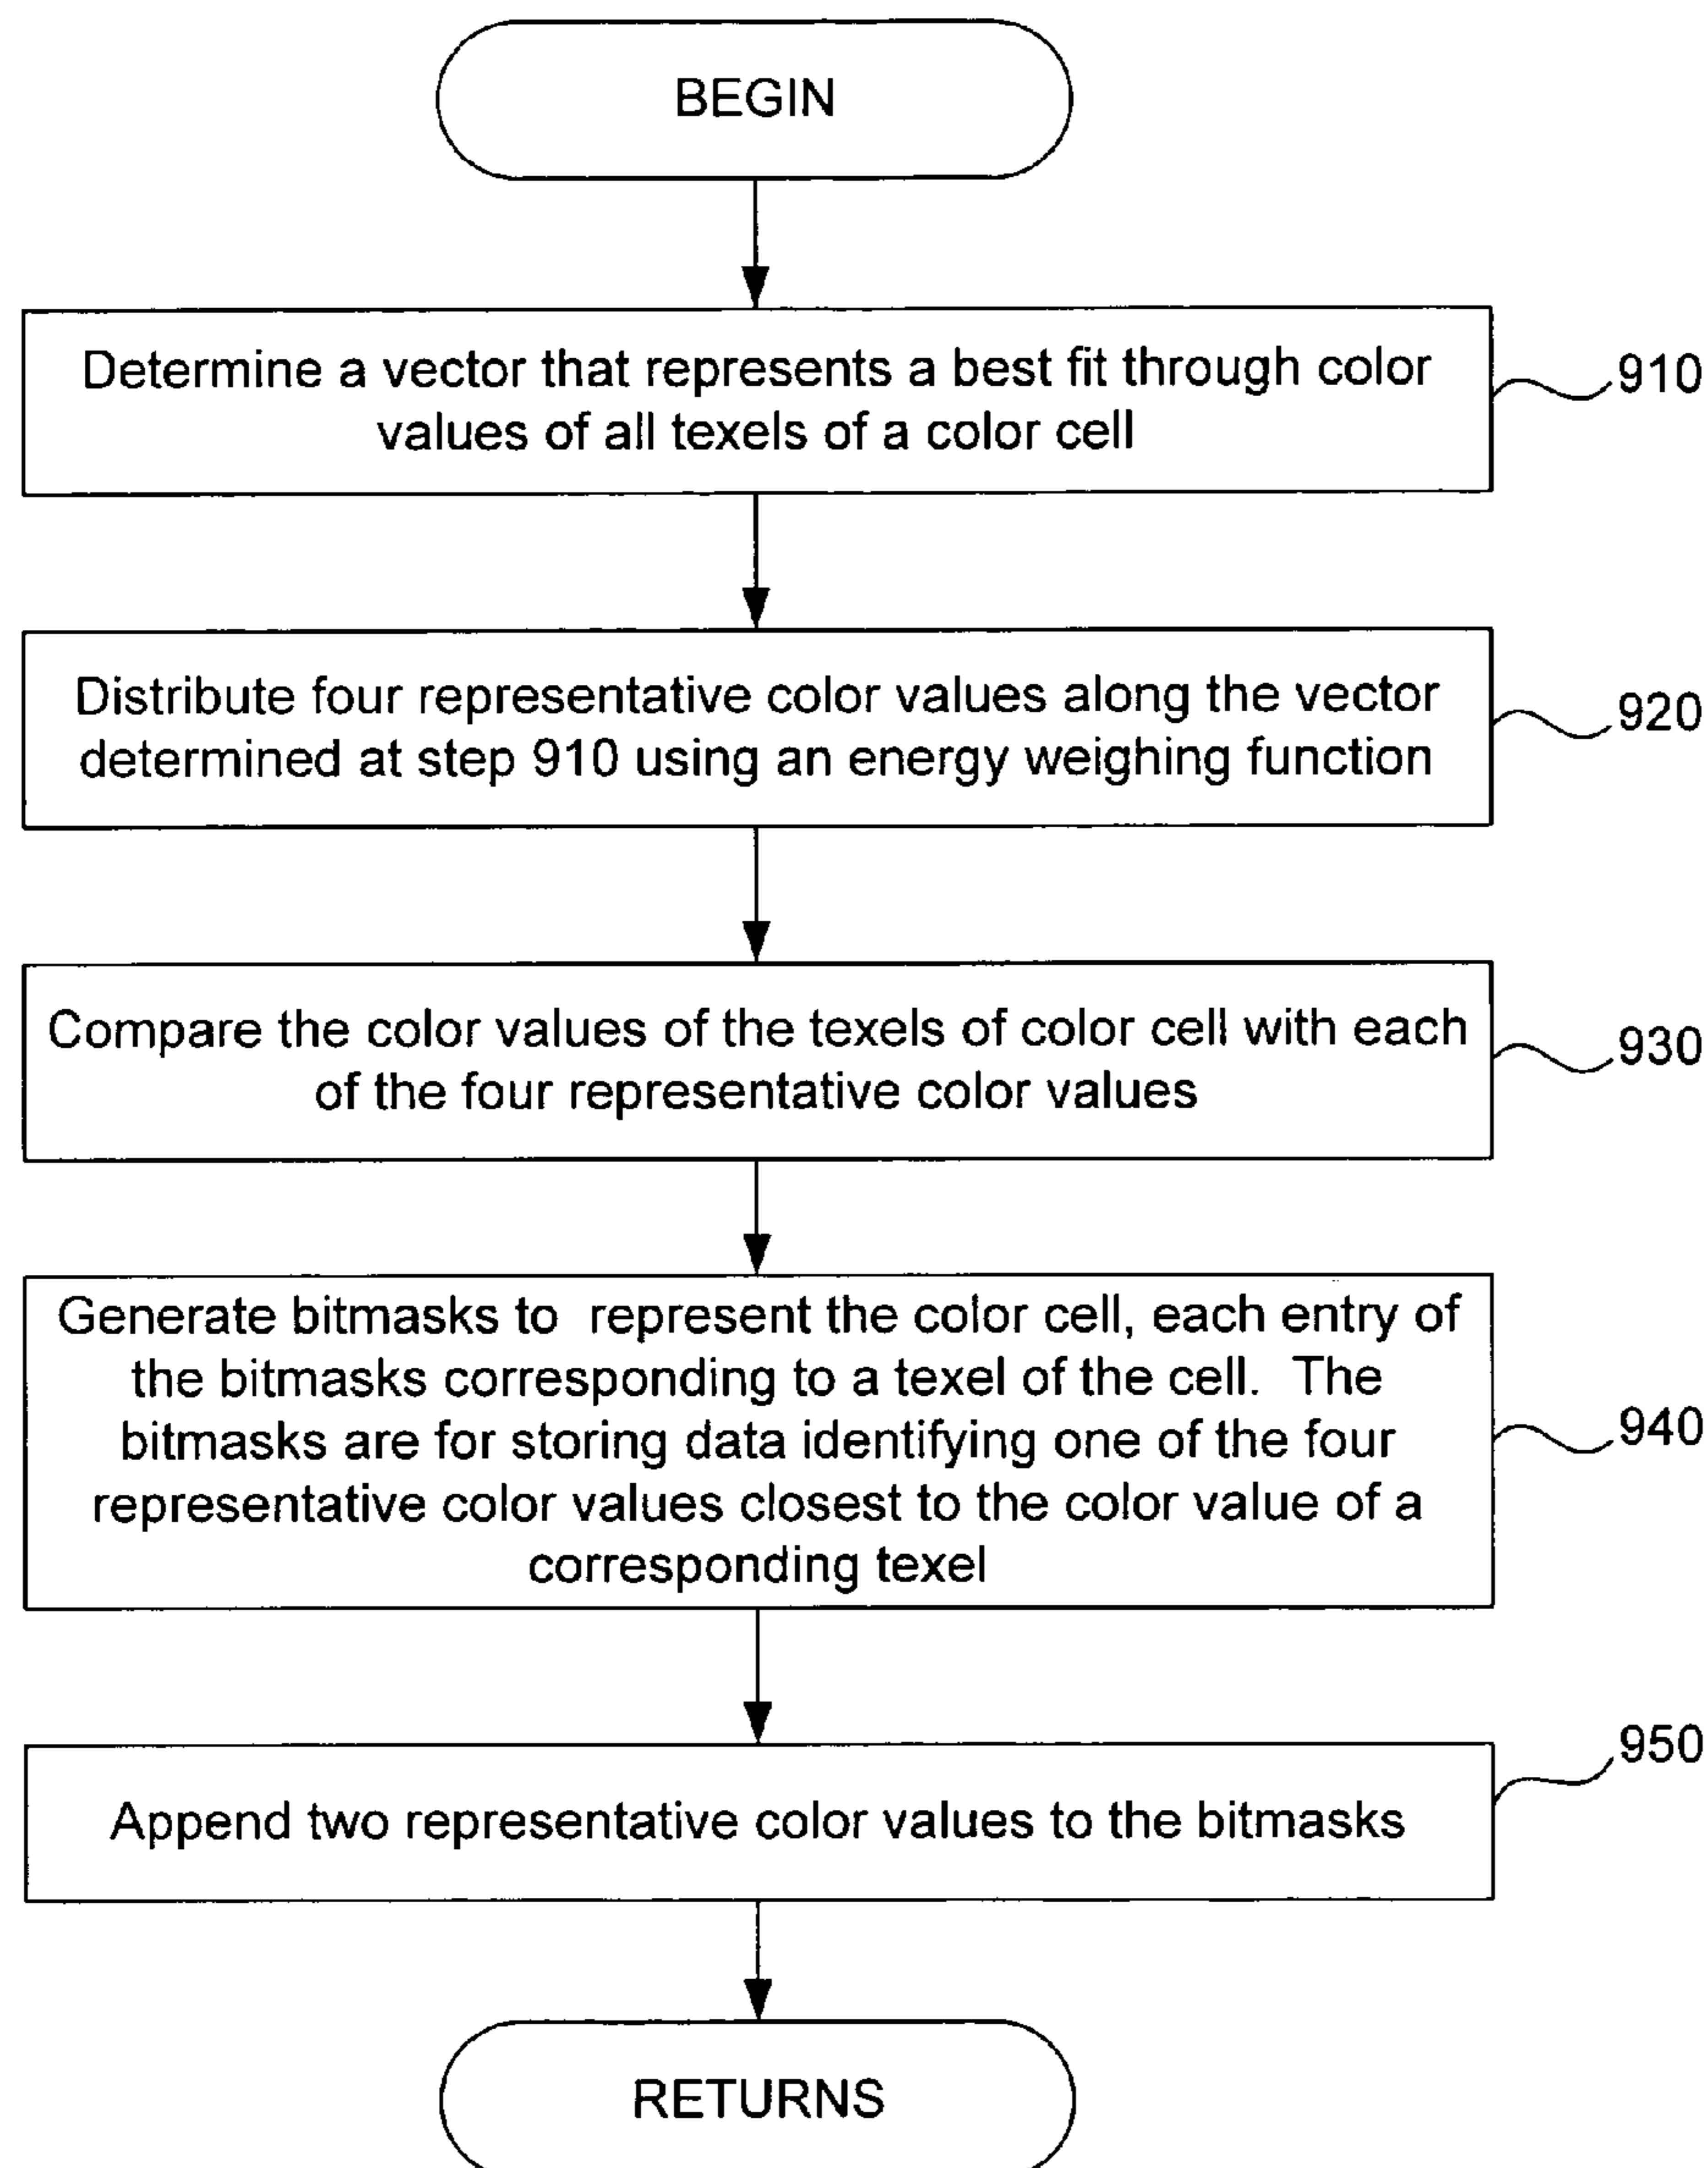 BEGIN
Determine a vector that represents a best fit through color
values of all texels of a color cell
910
Distribute four representative color values along the vector
determined at step 910 using an energy weighing function
920
Compare the color values of the texels of color cell with each
of the four representative color values
930
Generate bitmasks to represent the color cell, each entry of
the bitmasks corresponding to a texel of the cell. The
bitmasks are for storing data identifying one of the four
representative color values closest to the color value of a
corresponding texel
940
Append two representative color values to the bitmasks
950
RETURNS